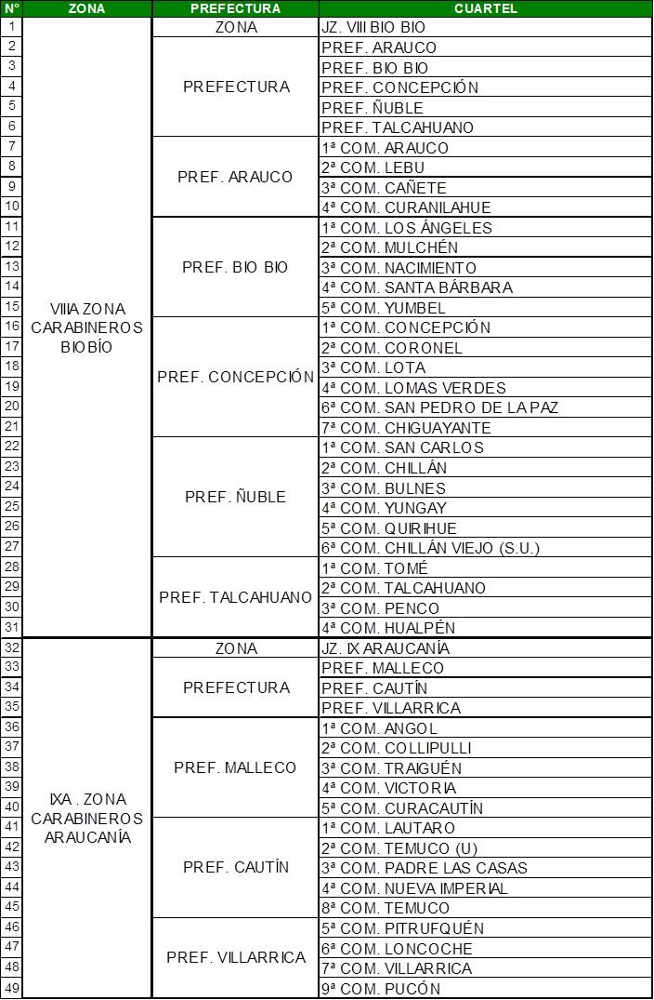 N° ZONA PREFECTURA CUARTEL
1 ZONA JZ. VIII BIO BIO
2 PREF. ARAUCO
3 PREF. BIO BIO
4 PREFECTURA PREF. CONCEPCIÓN
5 PREF. ÑUBLE
6 PREF. TALCAHUANO
7 1ª COM. ARAUCO
8 PREF. ARAUCO 2ª COM. LEBU
9 3ª COM. CAÑETE
10 4ª COM. CURANILAHUE
11 1ª COM. LOS ÁNGELES
12 2ª COM. MULCHÉN
13 PREF. BIO BIO 3ª COM. NACIMIENTO
14 4ª COM. SANTA BÁRBARA
15 VIIIA ZONA 5ª COM. YUMBEL
16 CARABINEROS 1ª COM. CONCEPCIÓN
17 BIOBÍO 2ª COM. CORONEL
18 PREF. CONCEPCIÓN 3ª COM. LOTA
19 4ª COM. LOMAS VERDES
20 6ª COM. SAN PEDRO DE LA PAZ
21 7ª COM. CHIGUAYANTE
22 1ª COM. SAN CARLOS
23 2ª COM. CHILLÁN
24 PREF. ÑUBLE 3ª COM. BULNES
25 4ª COM. YUNGAY
26 5ª COM. QUIRIHUE
27 6ª COM. CHILLÁN VIEJO (S.U.)
28 1ª COM. TOMÉ
29 PREF. TALCAHUANO 2ª COM. TALCAHUANO
30 3ª COM. PENCO
31 4ª COM. HUALPÉN
32 ZONA JZ. IX ARAUCANÍA
33 PREF. MALLECO
34 PREFECTURA PREF. CAUTÍN
35 PREF. VILLARRICA
36 1ª COM. ANGOL
37 2ª COM. COLLIPULLI
38 PREF. MALLECO 3ª COM. TRAIGUÉN
39 4ª COM. VICTORIA
40 IXA . ZONA 5ª COM. CURACAUTÍN
41 CARABINEROS 1ª COM. LAUTARO
42 ARAUCANÍA 2ª COM. TEMUCO (U)
43 PREF. CAUTÍN 3ª COM. PADRE LAS CASAS
44 4ª COM. NUEVA IMPERIAL
45 8ª COM. TEMUCO
46 5ª COM. PITRUFQUÉN
47 PREF. VILLARRICA 6ª COM. LONCOCHE
48 7ª COM. VILLARRICA
49 9ª COM. PUCÓN